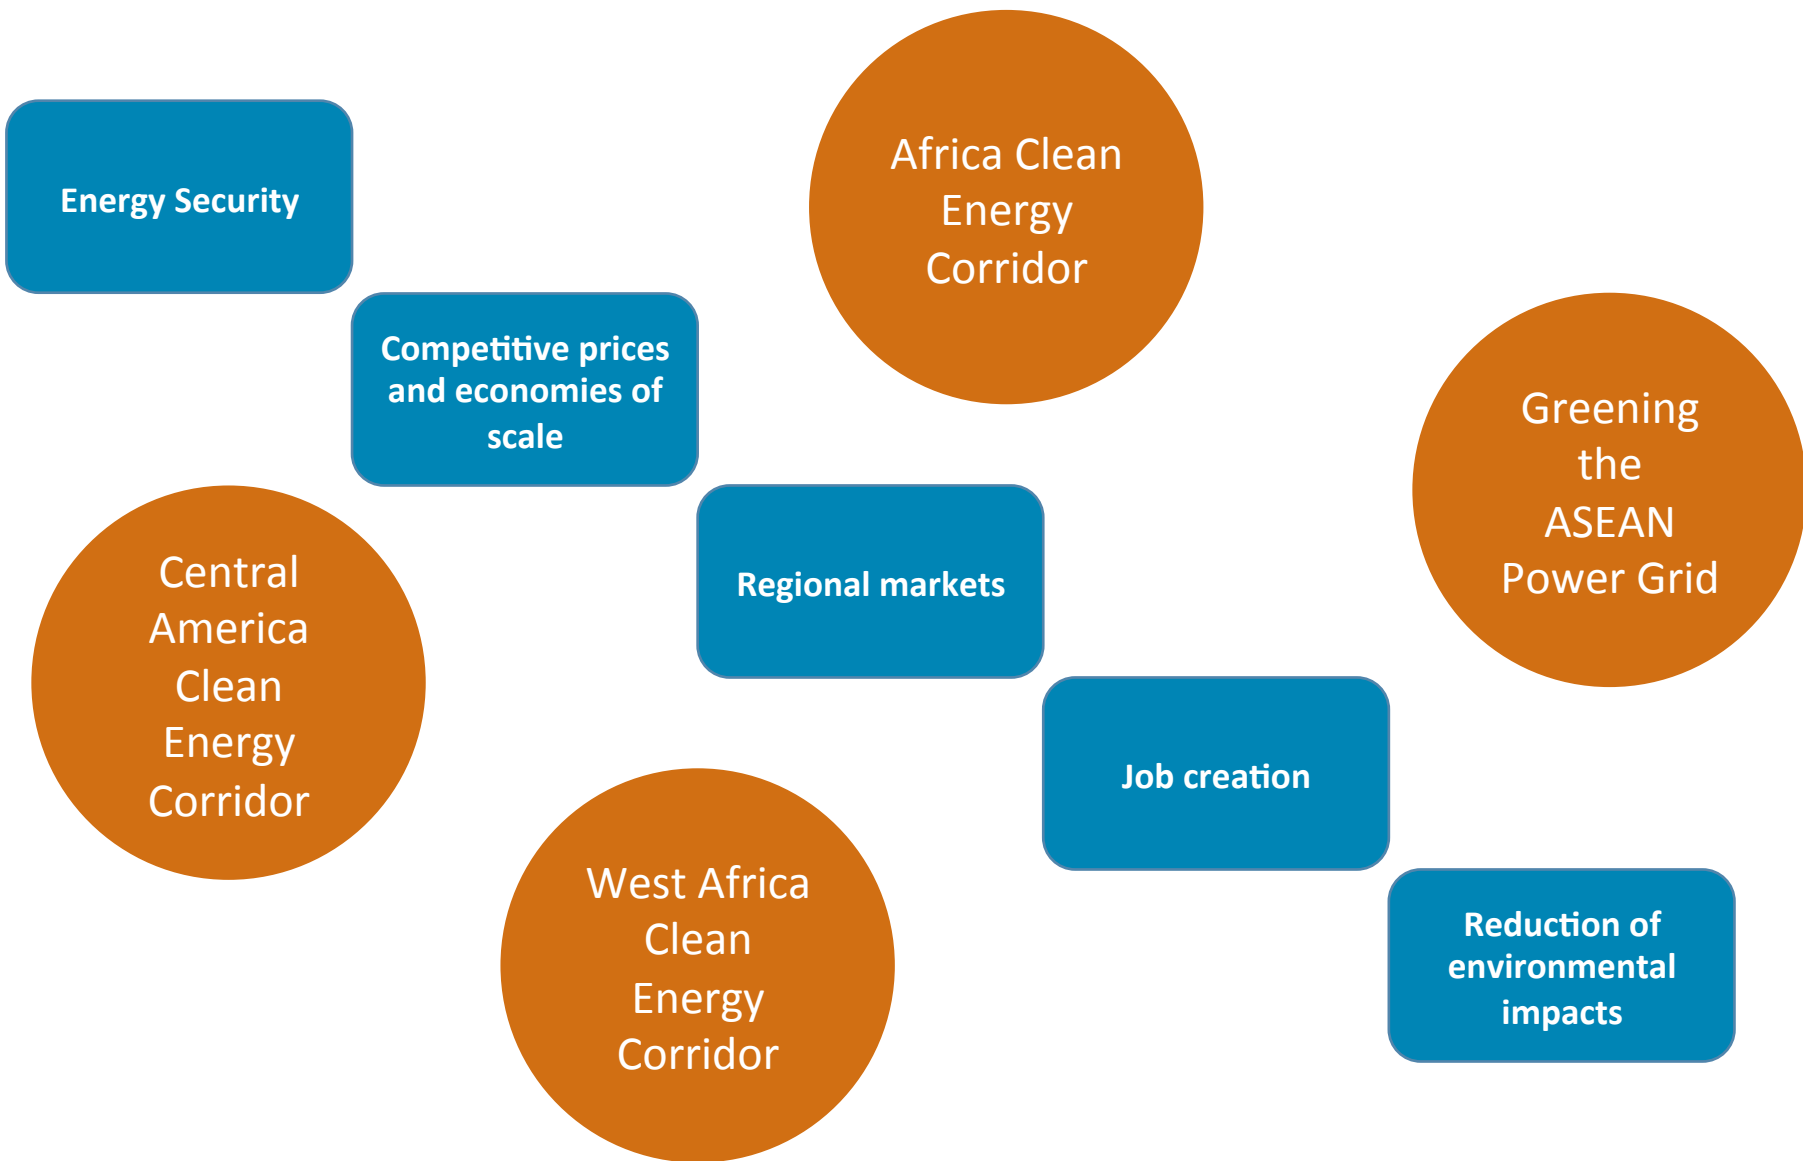 Energy Security
Africa Clean
Energy
Corridor
Competitive prices
and economies of
scale
Greening
the
ASEAN
Power Grid
Central
America
Clean
Energy
Corridor
Regional markets
Job creation
West Africa
Clean
Energy
Corridor
Reduction of
environmental
impacts